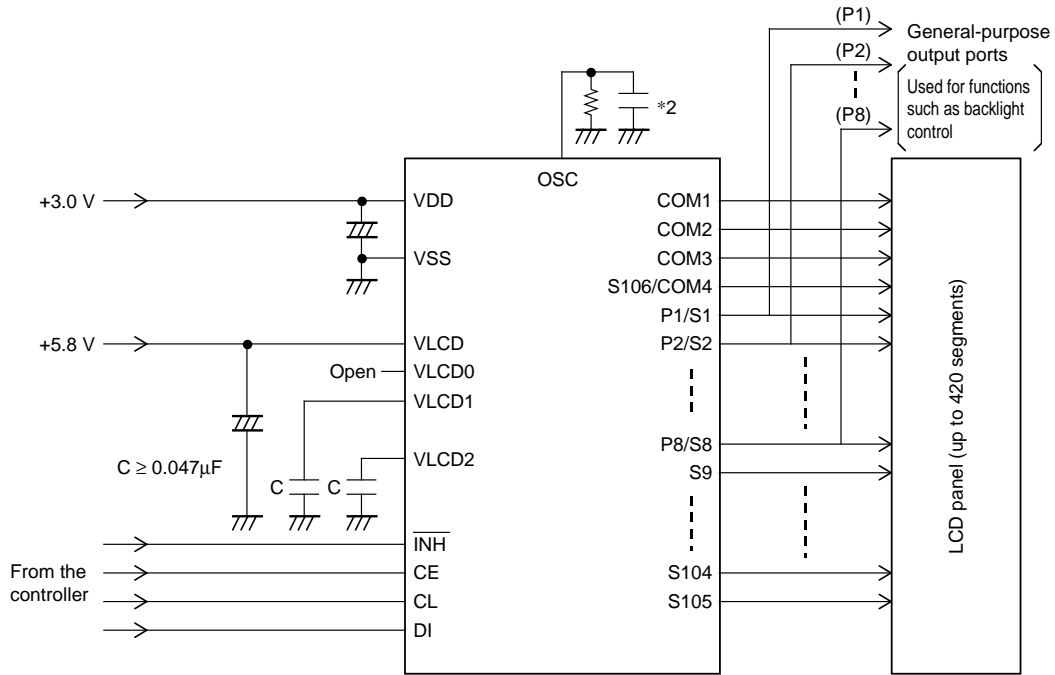 (P1)
(P2)
(P8)
General-purpose
output ports
Used for functions
such as backlight
control
*2
OSC
+3.0 V
VDD
VSS
+5.8 V
VLCD
Open
VLCD0
VLCD1
VLCD2
C ≥ 0.047μF
C
C
I̅N̅H̅
CE
CL
DI
From the
controller
COM1
COM2
COM3
S106/COM4
P1/S1
P2/S2
P8/S8
S9
S104
S105
LCD panel (up to 420 segments)